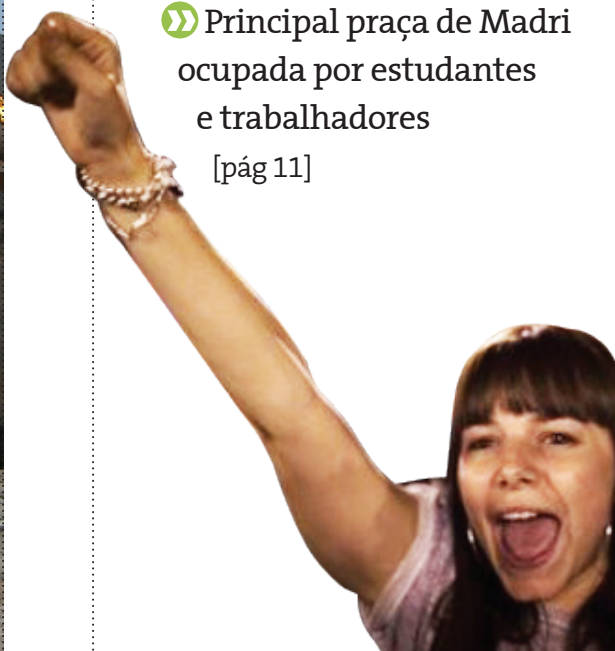 Principal praça de Madri
ocupada por estudantes
e trabalhadores
[pág 11]